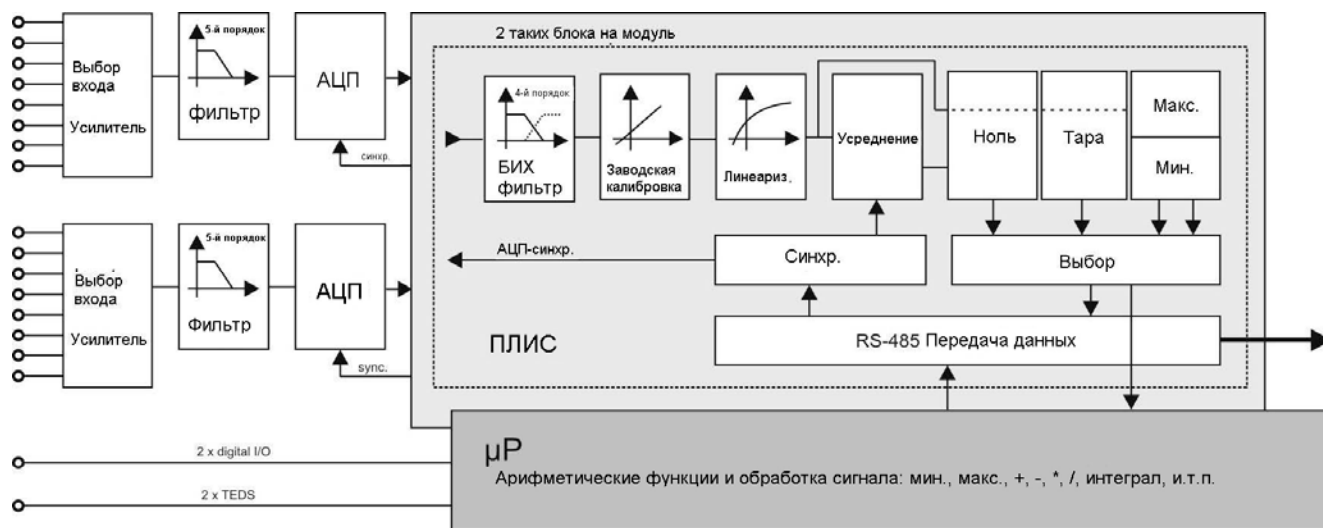 2 таких блока на модуль
5-й порядок
Выбор
входа
Усилитель
фильтр
АЦП
синхр.
4-й порядок
БИХ
фильтр
Заводская
калибровка
Линеариз.
Усреднение
Ноль
Тара
Макс.
Мин.
5-й порядок
Выбор
входа
Усилитель
Фильтр
АЦП
sync.
АЦП-синхр.
Синхр.
Выбор
ПЛИС
RS-485 Передача данных
2 x digital I/O
2 x TEDS
µP
Арифметические функции и обработка сигнала: мин., макс., +, -, *, /, интеграл, и.т.п.